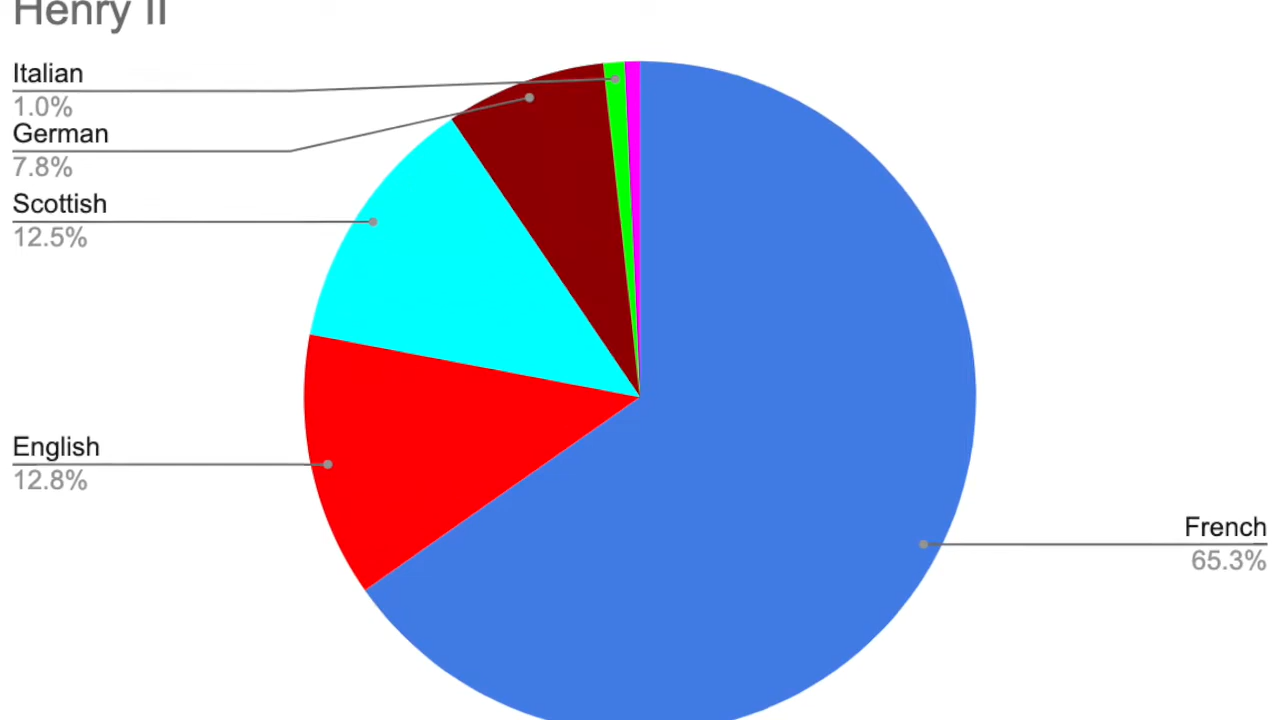 Henry II
Italian
1.0%
German
7.8%
Scottish
12.5%
English
12.8%
French
65.3%